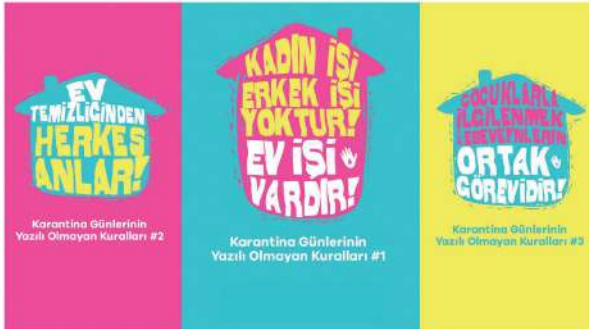 EV
TEMİZLİĞİNDEN
HERKES
ANLAR!
Karantina Günlerinin
Yazılı Olmayan Kuralları #2
KADIN İŞİ
ERKEK İŞİ
YOKTUR!
EV İŞİ
VARDIR!
Karantina Günlerinin
Yazılı Olmayan Kuralları #1
ÇOCUKLARLA
İLGİLENMEK
EBEVEYNLERİN
ORTAK
GÖREVİDİR!
Karantina Günlerinin
Yazılı Olmayan Kuralları #3